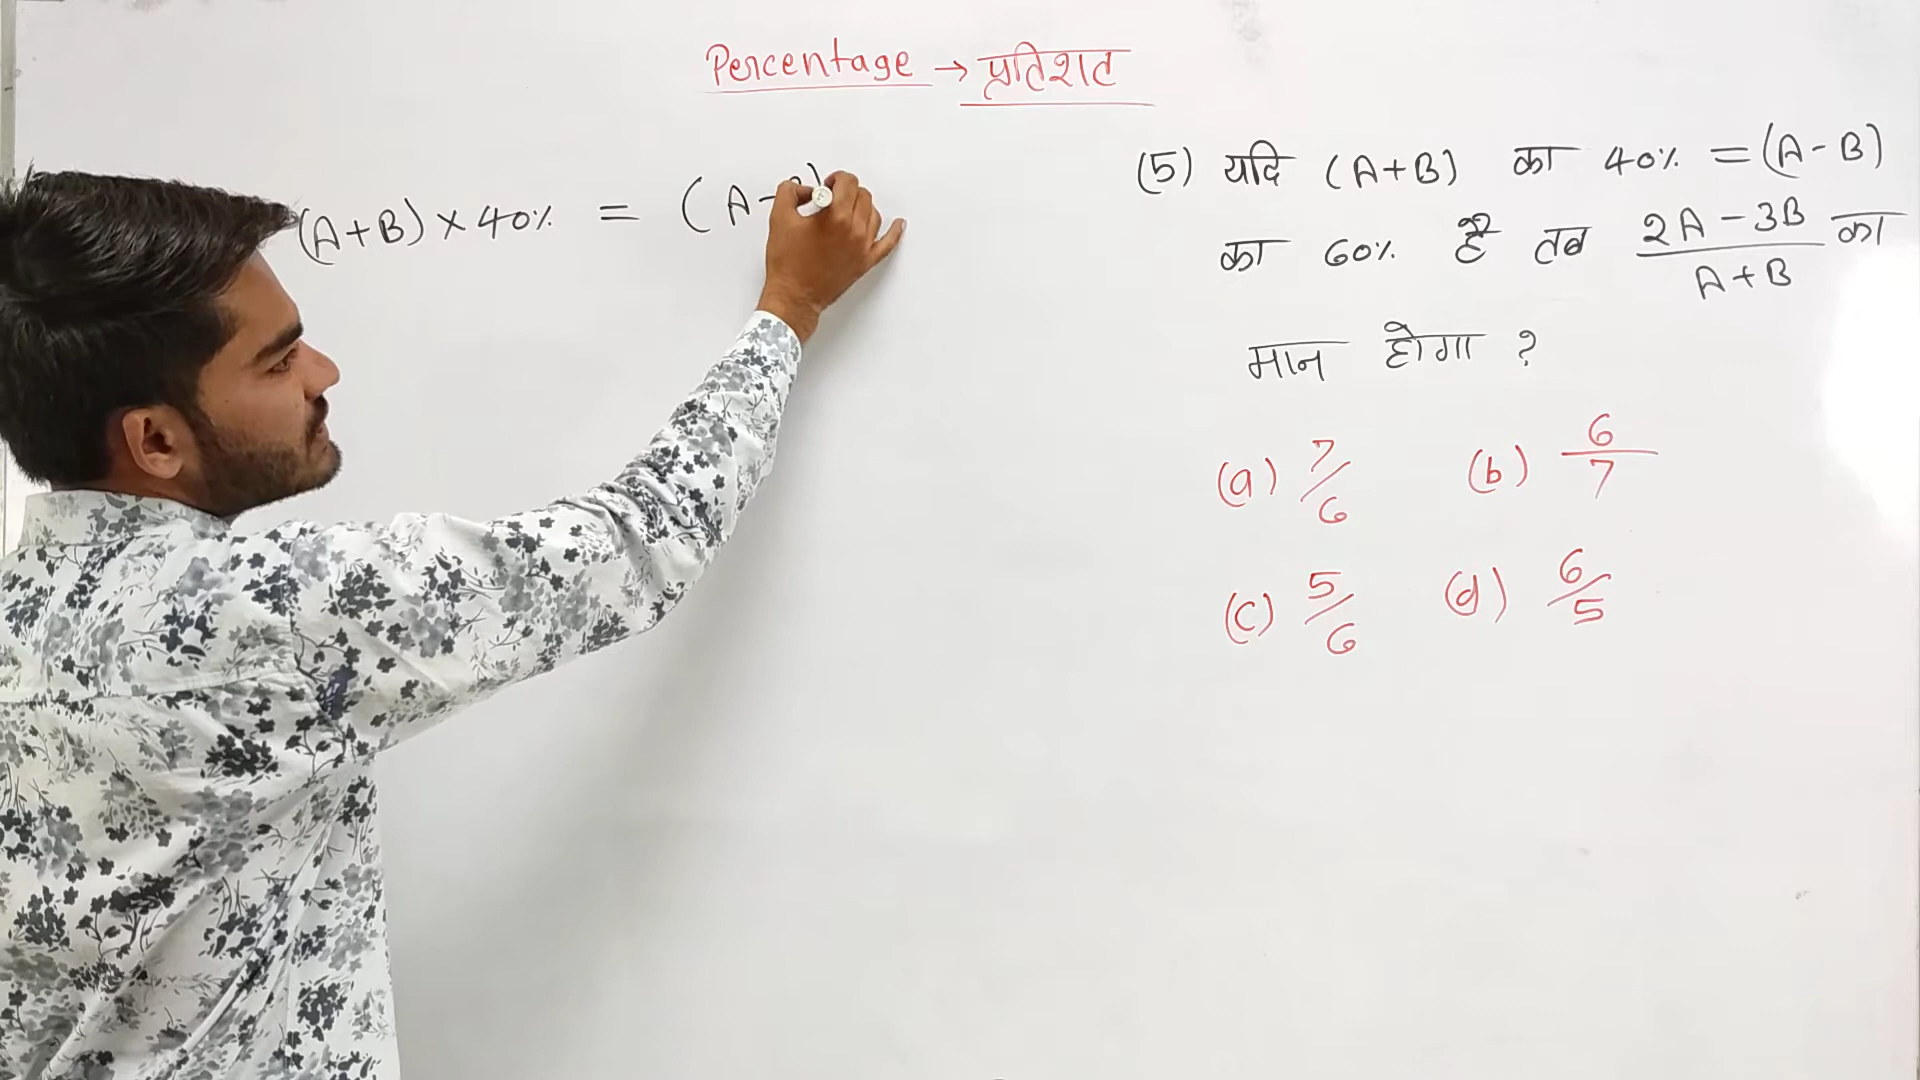 Percentage → प्रतिशत
(A+B) × 40% = (A-B)
(5) यदि (A+B) का 40% = (A-B)
का 60% है तब (2A-3B)/(A+B) का
मान होगा ?
(a) 7/6 (b) 6/7
(c) 5/6 (d) 6/5